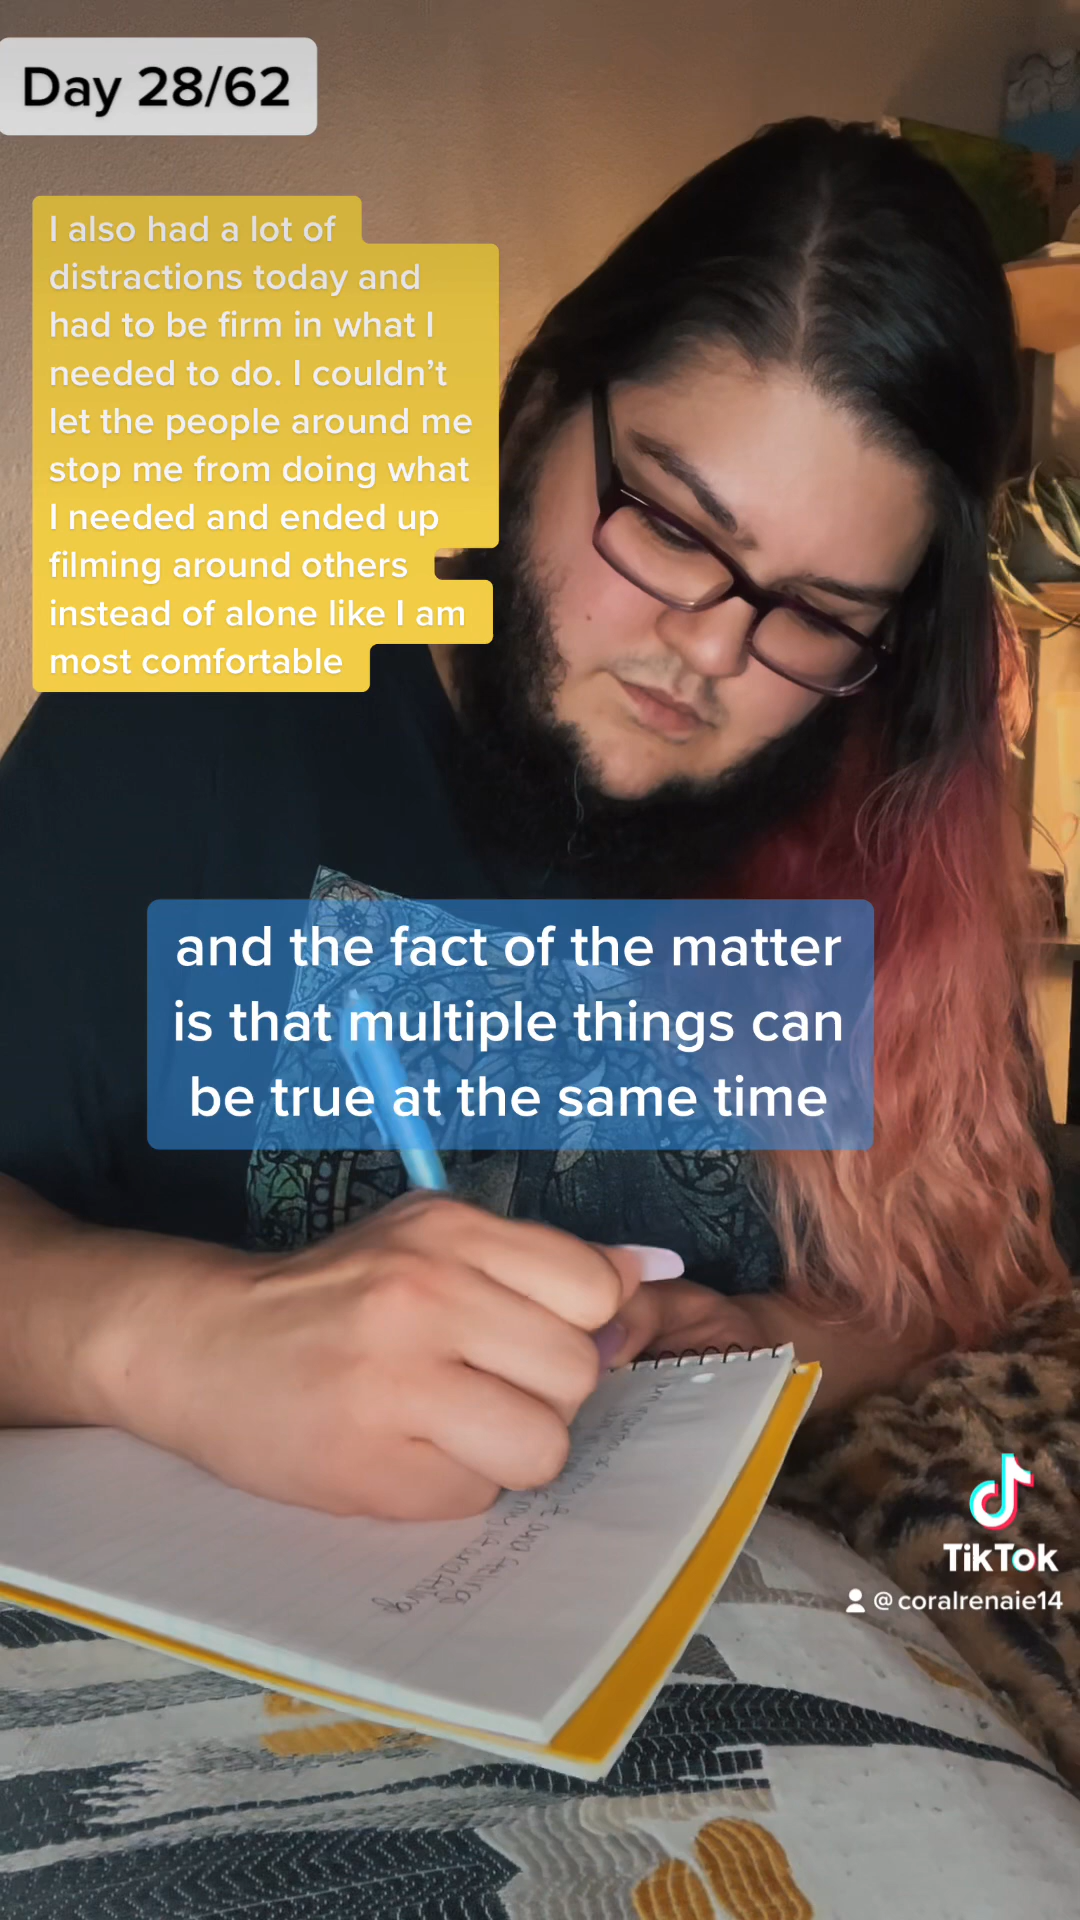 Day 28/62
I also had a lot of
distractions today and
had to be firm in what I
needed to do. I couldn’t
let the people around me
stop me from doing what
I needed and ended up
filming around others
instead of alone like I am
most comfortable
and the fact of the matter
is that multiple things can
be true at the same time
TikTok
@coralrenaie14